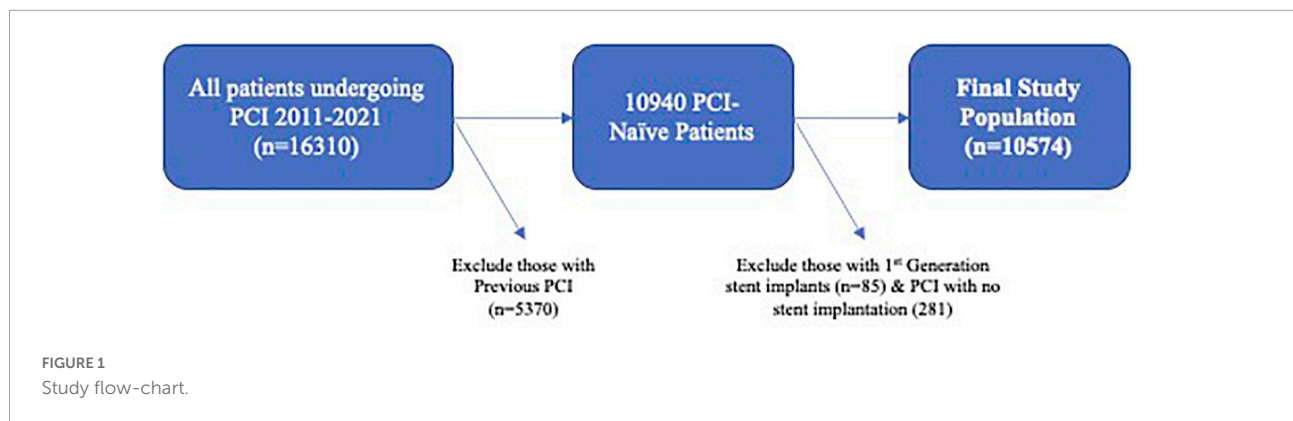 All patients undergoing
PCI 2011-2021
(n=16310)
10940 PCI-
Naïve Patients
Final Study
Population
(n=10574)
Exclude those with
Previous PCI
(n=5370)
Exclude those with 1st Generation
stent implants (n=85) & PCI with no
stent implantation (281)
FIGURE 1
Study flow-chart.